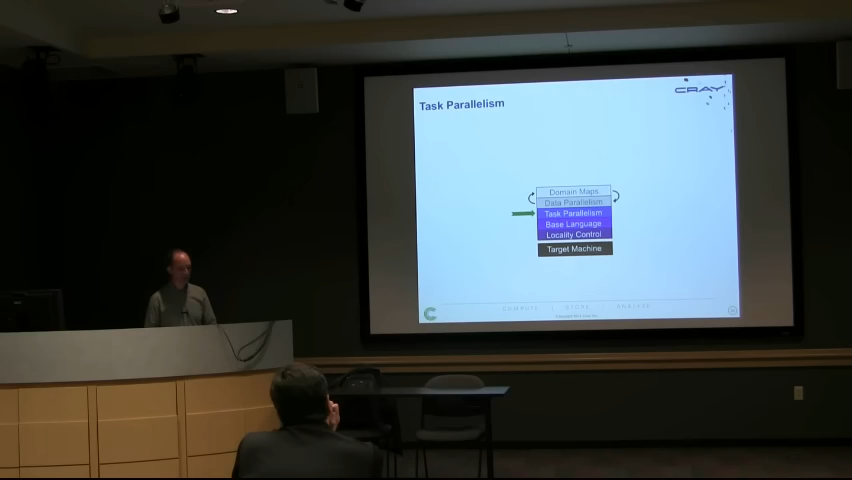 CRAY
Task Parallelism
Domain Maps
Data Parallelism
Task Parallelism
Base Language
Locality Control
Target Machine
COMPUTE | STORE | ANALYZE